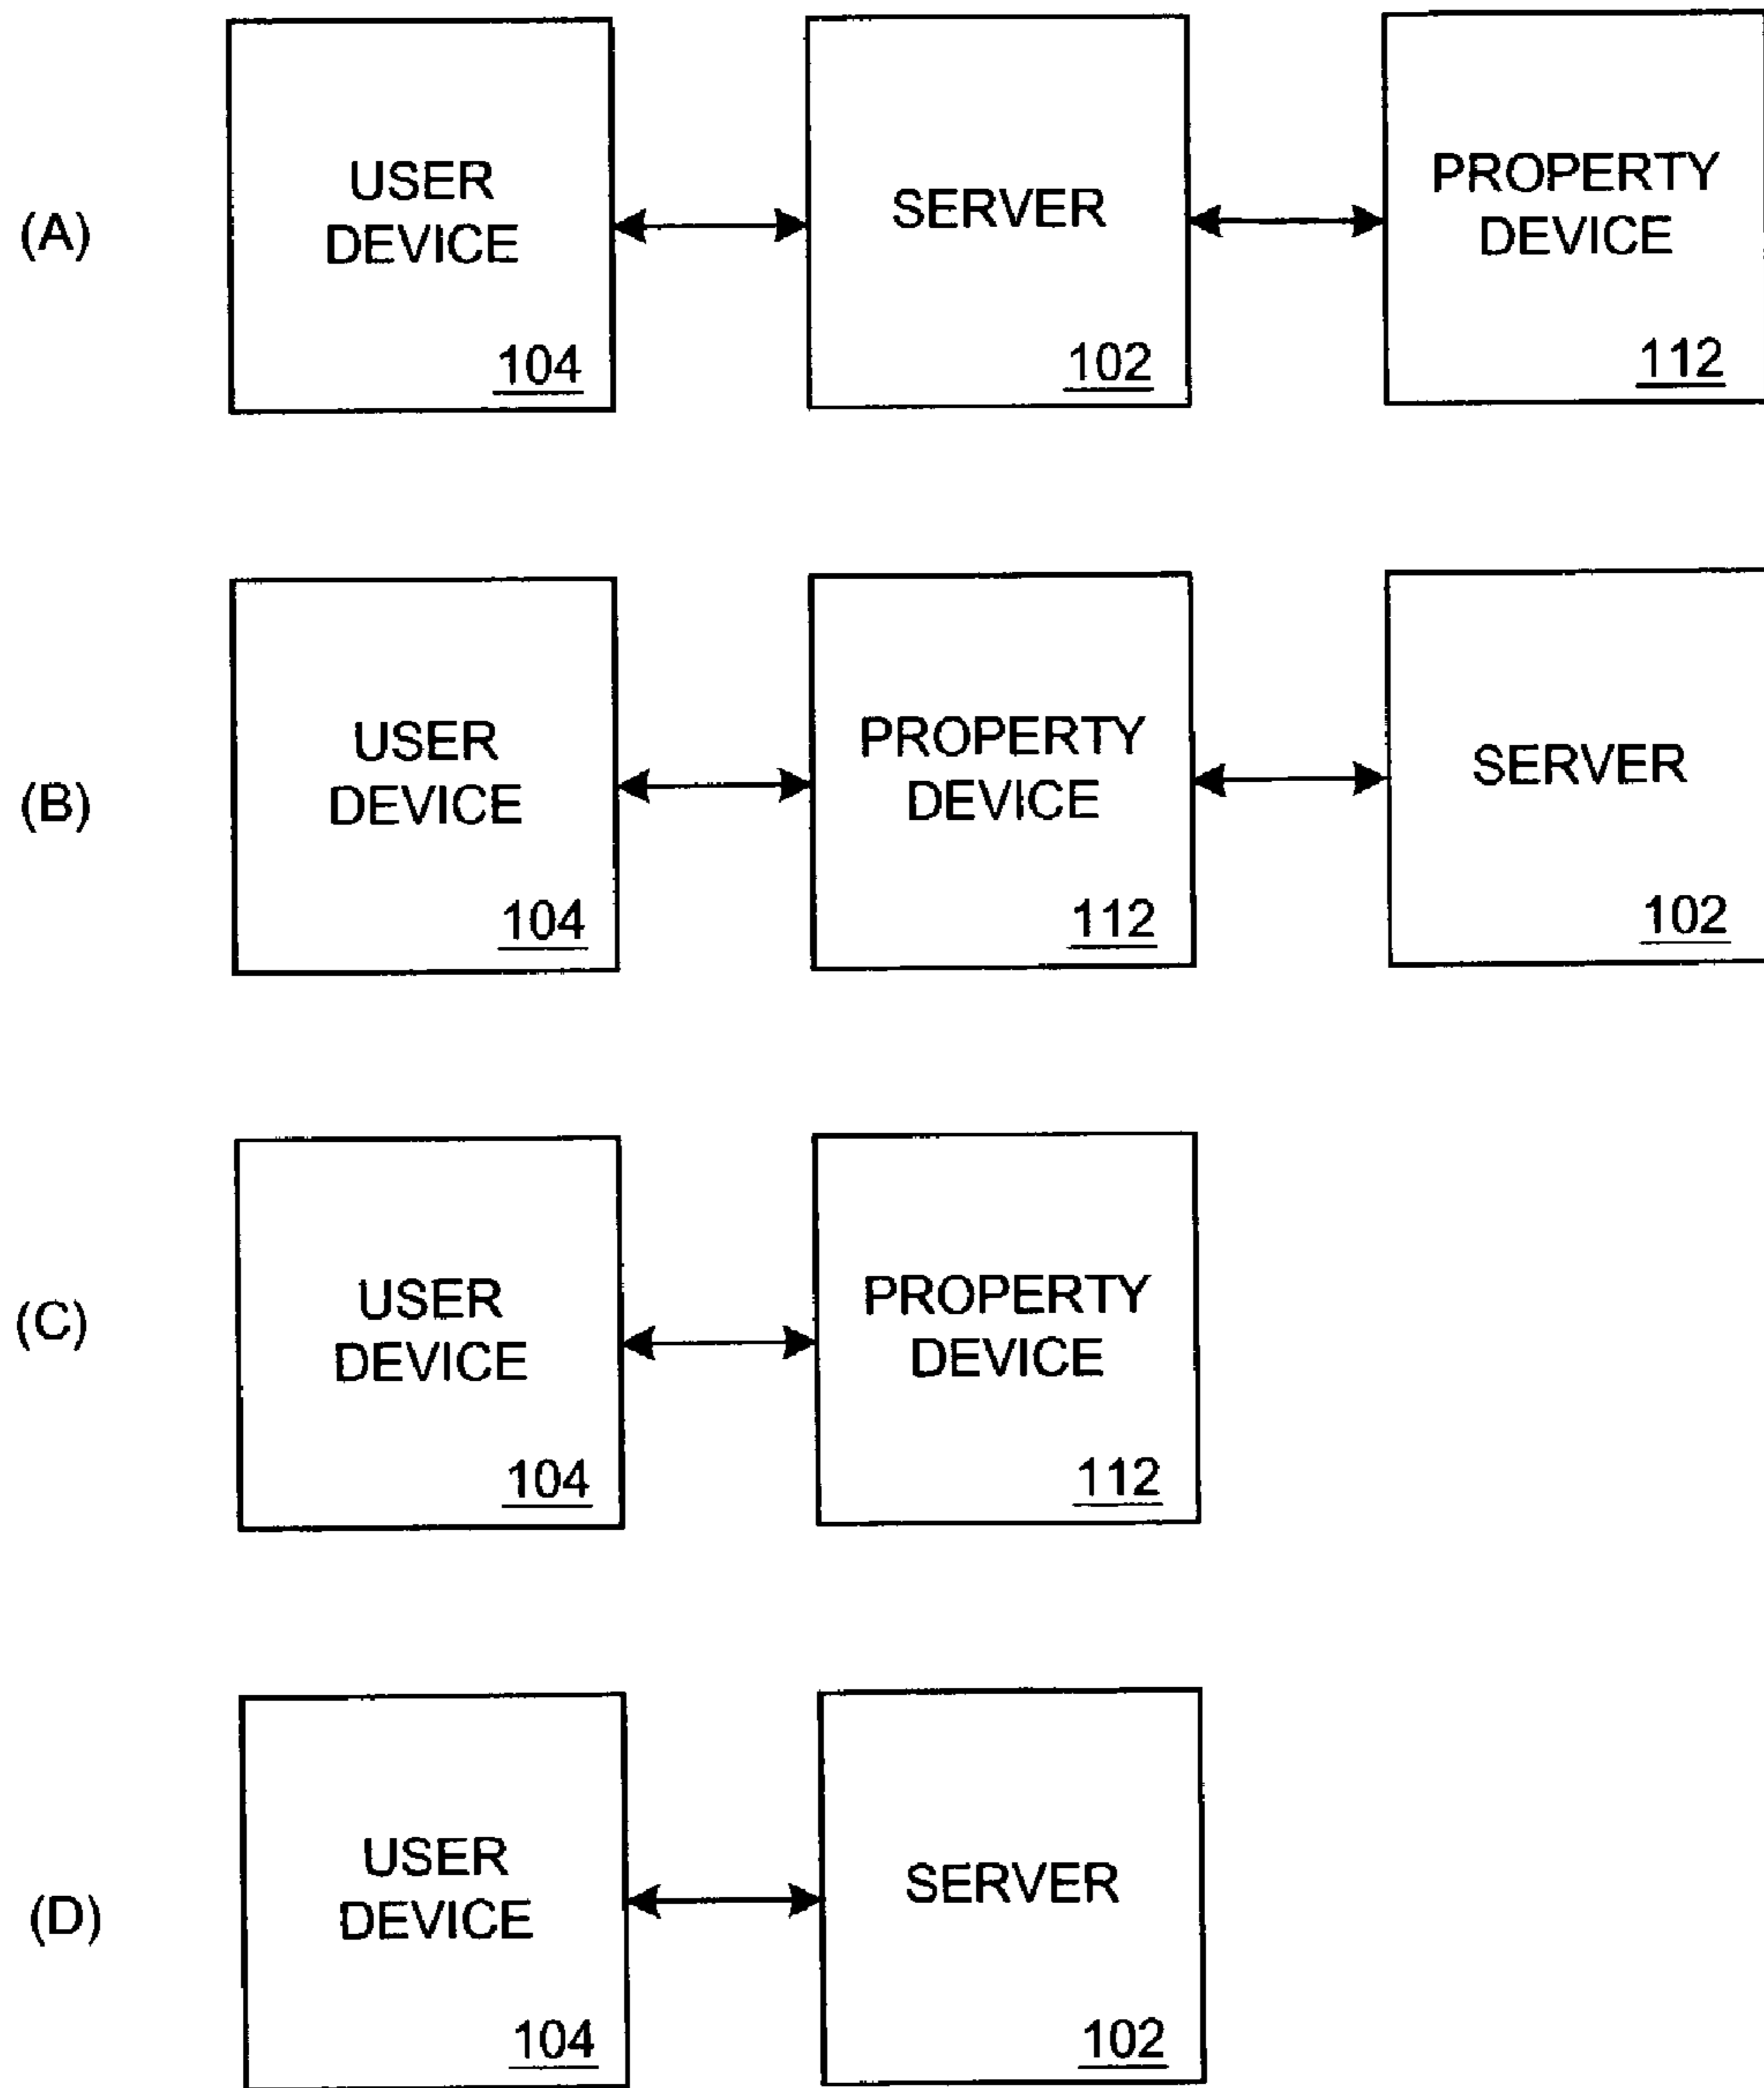 (A)
USER
DEVICE
104
SERVER
102
PROPERTY
DEVICE
112
(B)
USER
DEVICE
104
PROPERTY
DEVICE
112
SERVER
102
(C)
USER
DEVICE
104
PROPERTY
DEVICE
112
(D)
USER
DEVICE
104
SERVER
102